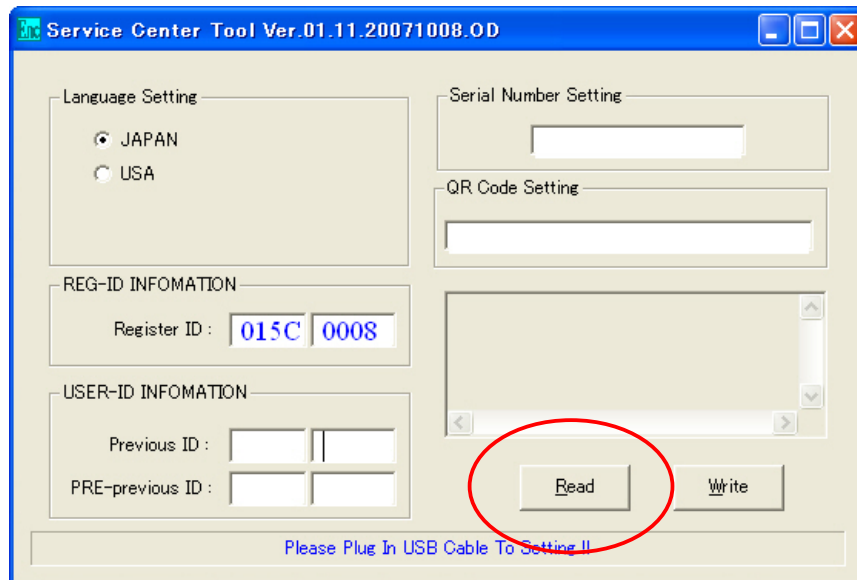 Service Center Tool Ver.01.11.20071008.OD
Language Setting
JAPAN
USA
Serial Number Setting
QR Code Setting
REG-ID INFOMATION
Register ID : 015C 0008
USER-ID INFOMATION
Previous ID :
PRE-previous ID :
Read
Write
Please Plug In USB Cable To Setting !!